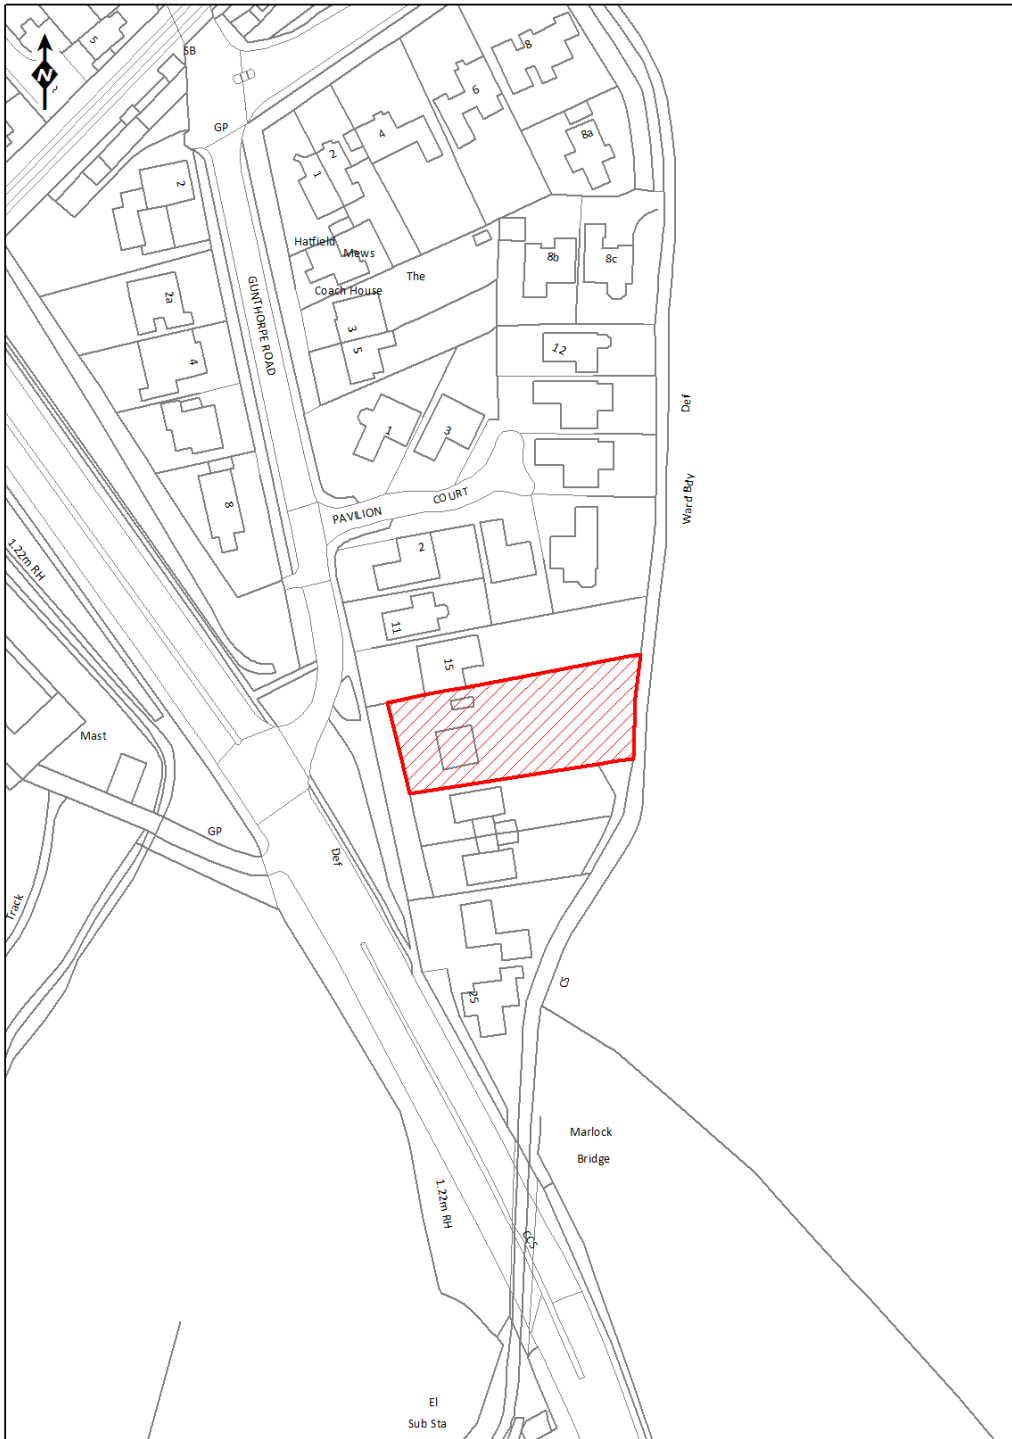 5
N
SB
8
6
GP
4
8a
2
1
2
Hatfield
Mews
8b
8c
The
Coach House
2a
GUNTHORPE ROAD
3
5
12
4
Def
1
3
Ward Bdy
COURT
PAVILION
8
1.22m RH
2
11
15
Mast
GP
Def
Track
CS
25
Marlock
Bridge
1.22m RH
CCS
El
Sub Sta